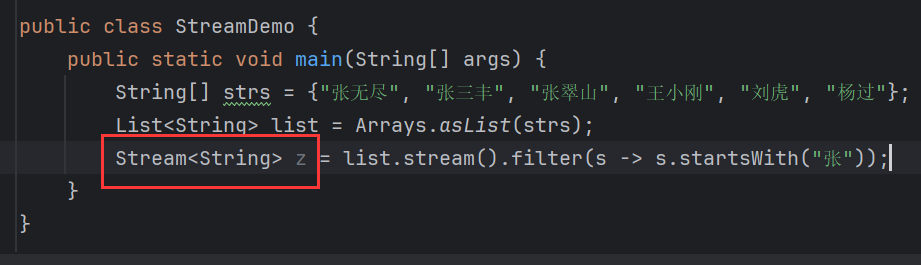 public class StreamDemo {
public static void main(String[] args) {
String[] strs = {"张无尽", "张三丰", "张翠山", "王小刚", "刘虎", "杨过"};
List<String> list = Arrays.asList(strs);
Stream<String> z = list.stream().filter(s -> s.startsWith("张"));
}
}